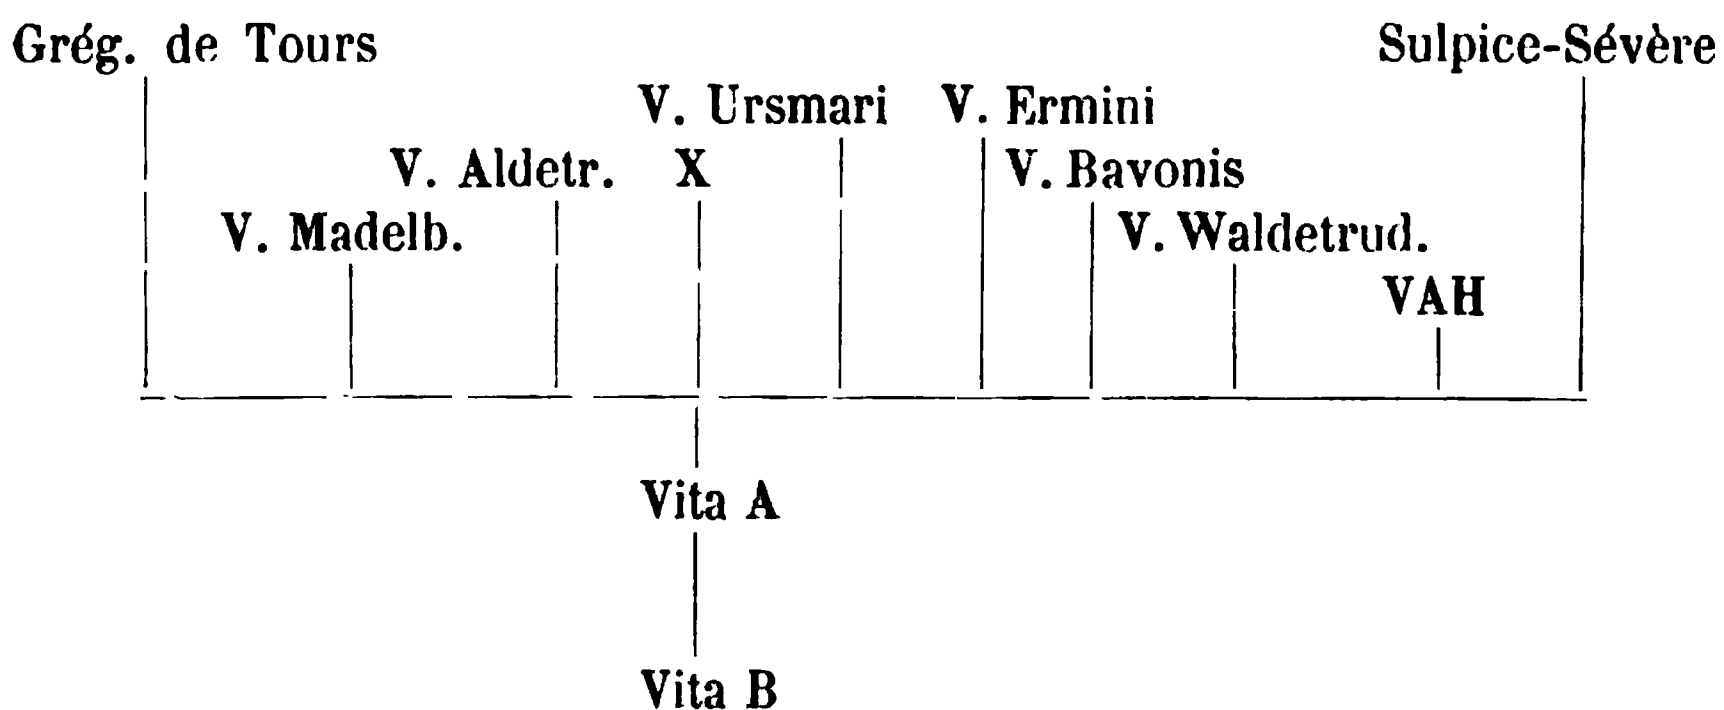 Grég. de Tours Sulpice-Sévère
V. Ursmari V. Ermini
V. Aldetr. X V. Bavonis
V. Madelb. V. Waldetrud.
VAH
Vita A
Vita B